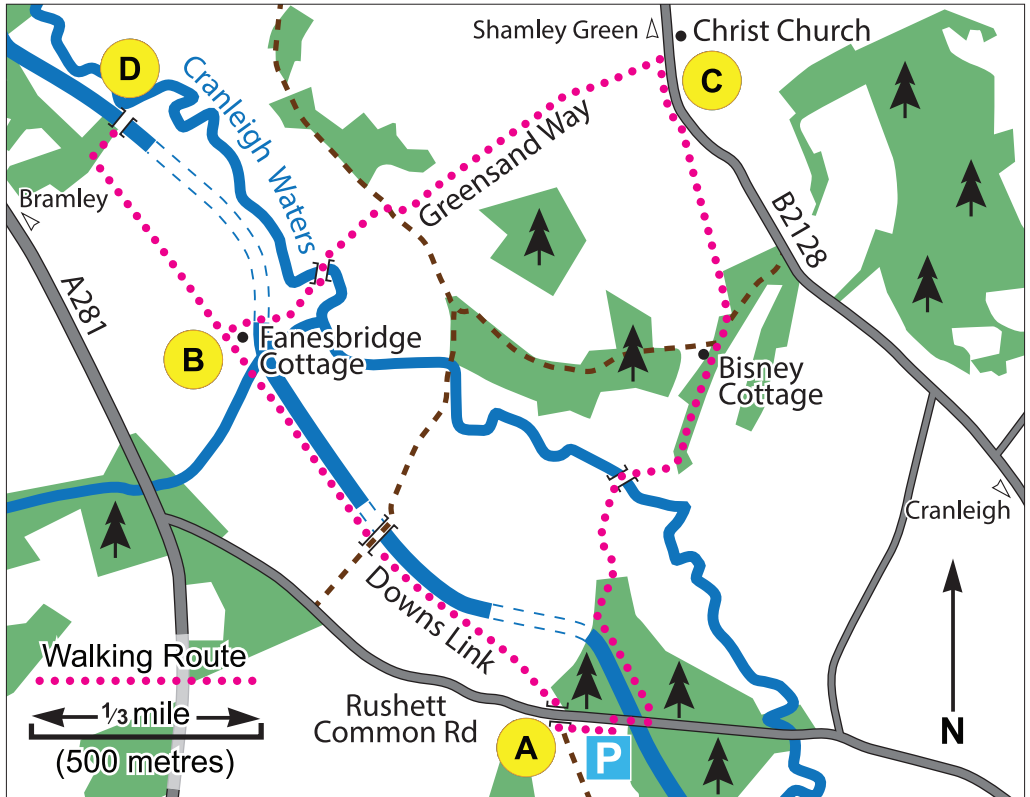 Shamley Green
Christ Church
D
C
Cranleigh Waters
Greensand Way
Bramley
B2128
A281
Fanesbridge
Cottage
B
Bisney
Cottage
Cranleigh
Downs Link
Walking Route
1/3 mile
(500 metres)
Rushett
Common Rd
A
P
N